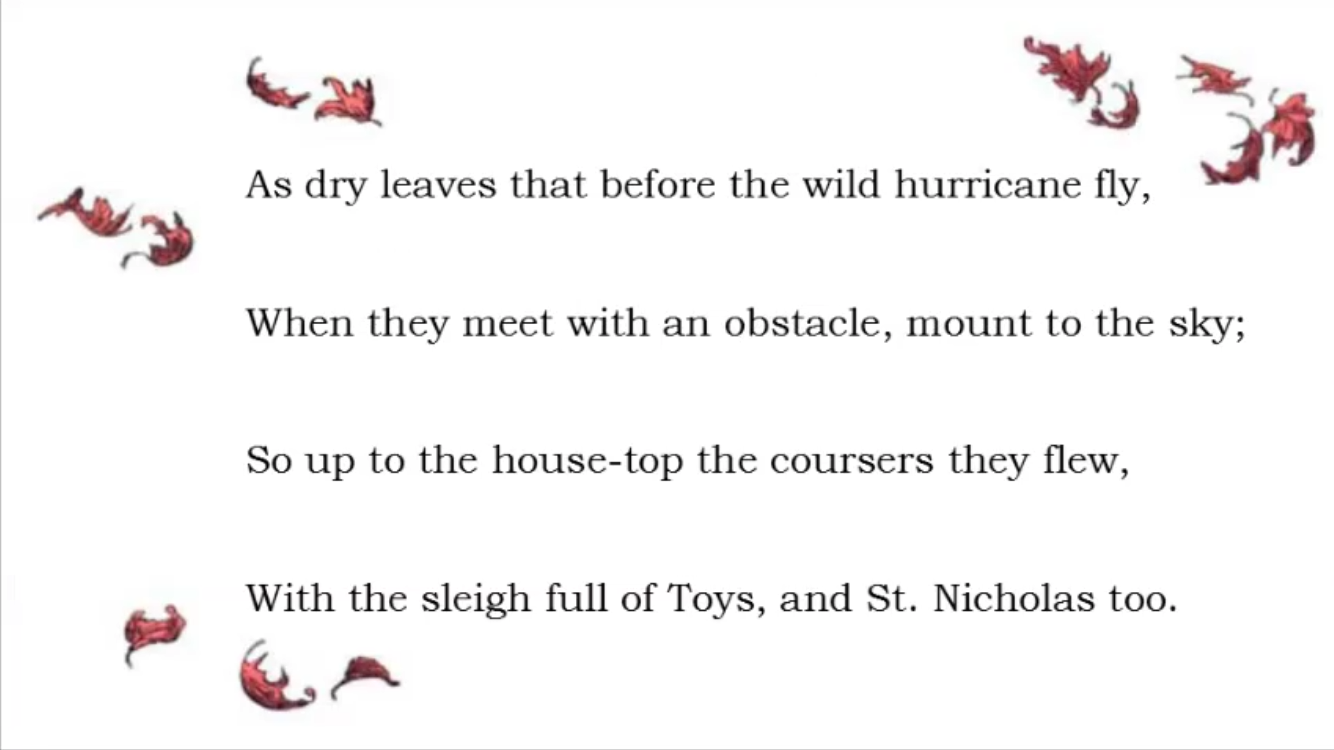 As dry leaves that before the wild hurricane fly,
When they meet with an obstacle, mount to the sky;
So up to the house-top the coursers they flew,
With the sleigh full of Toys, and St. Nicholas too.